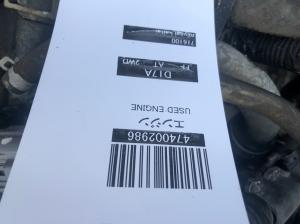 474002986
エンジン
USED ENGINE
D17A
FF AT 2WD
716100